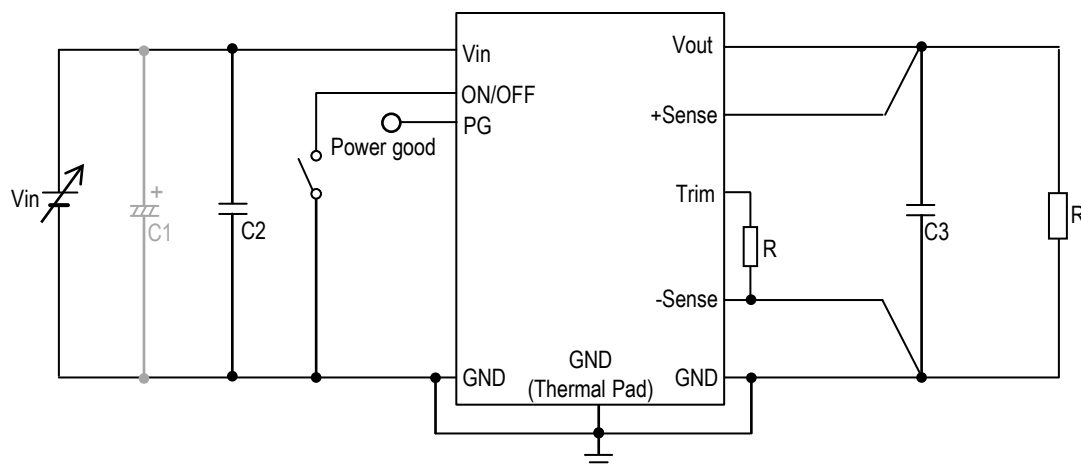 Vin
Vout
ON/OFF
+Sense
PG
Power good
Vin
+
C1
C2
Trim
R
C3
R
-Sense
GND
GND
(Thermal Pad)
GND